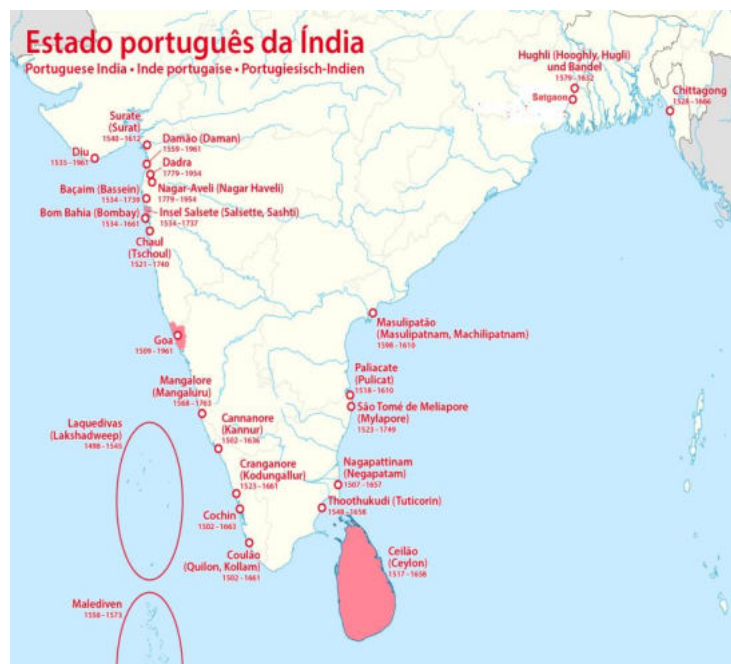 Estado português da Índia
Portuguese India • Inde portugaise • Portugiesisch-Indien
Hughli (Hooghly, Hugli)
und Bandel
1579–1632
Satgaon
Chittagong
1528–1666
Surate
(Surat)
1540–1612
Diu
1535–1961
Damão (Daman)
1559–1961
Dadra
1779–1954
Nagar-Aveli (Nagar Haveli)
1779–1954
Baçaim (Bassein)
1534–1739
Bom Bahia (Bombay)
1534–1661
Insel Salsete (Salsette, Sashti)
1534–1737
Chaul
(Tschoul)
1521–1740
Goa
1509–1961
Masulipatão
(Masulipatnam, Machilipatnam)
1598–1610
Paliacate
(Pulicat)
1518–1610
São Tomé de Meliapore
(Mylapore)
1523–1749
Mangalore
(Mangaluru)
1568–1763
Laquedivas
(Lakshadweep)
1498–1545
Cannanore
(Kannur)
1502–1636
Cranganore
(Kodungallur)
1523–1661
Nagapattinam
(Negapatam)
1507–1657
Thoothukudi (Tuticorin)
1548–1658
Cochin
1502–1663
Coulão
(Quilon, Kollam)
1502–1661
Ceilão
(Ceylon)
1517–1658
Malediven
1558–1573